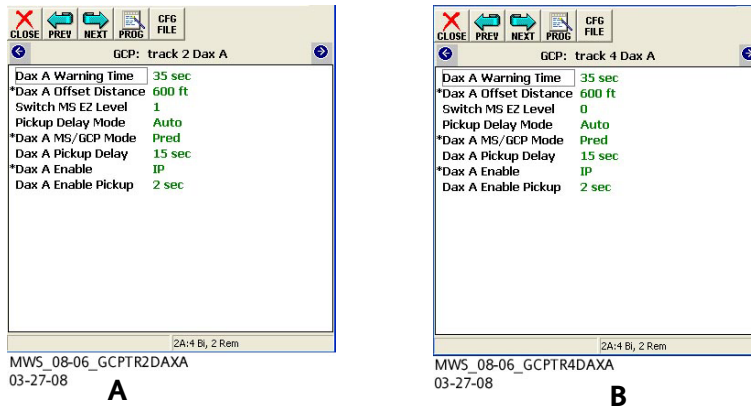 CLOSE PREV NEXT PROG CFG FILE
GCP: track 2 Dax A
Dax A Warning Time 35 sec
*Dax A Offset Distance 600 ft
Switch MS EZ Level 1
Pickup Delay Mode Auto
*Dax A MS/GCP Mode Pred
Dax A Pickup Delay 15 sec
*Dax A Enable IP
Dax A Enable Pickup 2 sec
2A:4 Bi, 2 Rem
MWS_08-06_GCPTR2DAXA
03-27-08
A
CLOSE PREV NEXT PROG CFG FILE
GCP: track 4 Dax A
Dax A Warning Time 35 sec
*Dax A Offset Distance 600 ft
Switch MS EZ Level 0
Pickup Delay Mode Auto
*Dax A MS/GCP Mode Pred
Dax A Pickup Delay 15 sec
*Dax A Enable IP
Dax A Enable Pickup 2 sec
2A:4 Bi, 2 Rem
MWS_08-06_GCPTR4DAXA
03-27-08
B